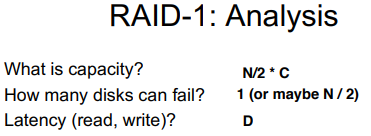 RAID-1: Analysis
What is capacity? N/2 * C
How many disks can fail? 1 (or maybe N / 2)
Latency (read, write)? D